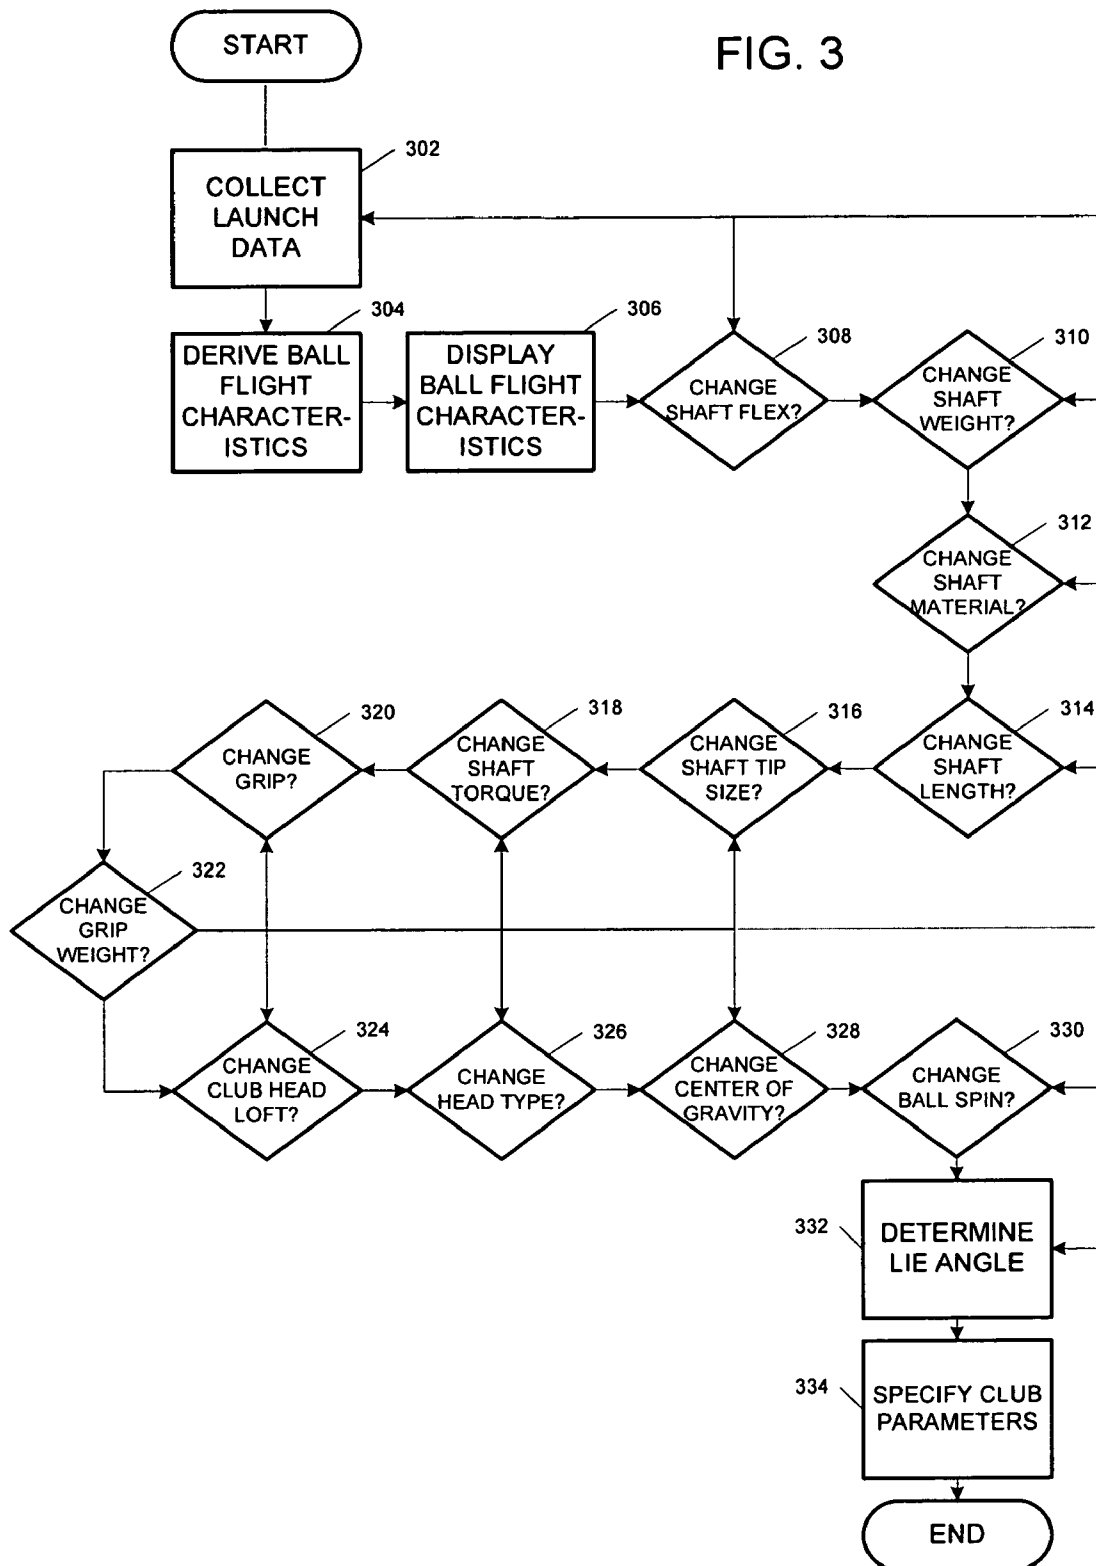 START
FIG. 3
302
COLLECT
LAUNCH
DATA
304
DERIVE BALL
FLIGHT
CHARACTER-
ISTICS
306
DISPLAY
BALL FLIGHT
CHARACTER-
ISTICS
308
CHANGE
SHAFT FLEX?
310
CHANGE
SHAFT
WEIGHT?
312
CHANGE
SHAFT
MATERIAL?
314
CHANGE
SHAFT
LENGTH?
316
CHANGE
SHAFT TIP
SIZE?
318
CHANGE
SHAFT
TORQUE?
320
CHANGE
GRIP?
322
CHANGE
GRIP
WEIGHT?
324
CHANGE
CLUB HEAD
LOFT?
326
CHANGE
HEAD TYPE?
328
CHANGE
CENTER OF
GRAVITY?
330
CHANGE
BALL SPIN?
332
DETERMINE
LIE ANGLE
334
SPECIFY CLUB
PARAMETERS
END